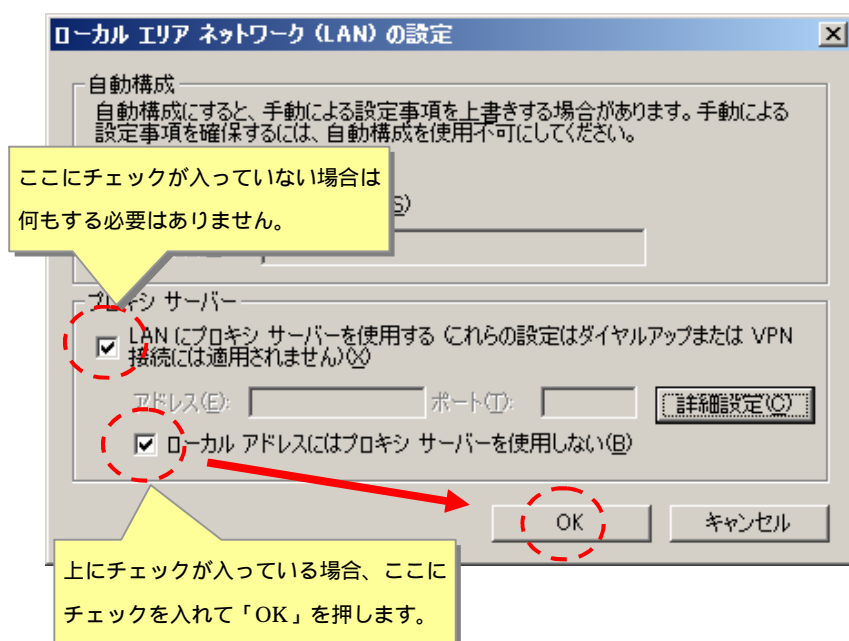 ローカル エリア ネットワーク (LAN) の設定
自動構成
自動構成にすると、手動による設定事項を上書きする場合があります。手動による
設定事項を確保するには、自動構成を使用不可にしてください。
ここにチェックが入っていない場合は
何もする必要はありません。
(S)
プロキシ サーバー
LAN にプロキシ サーバーを使用する (これらの設定はダイヤルアップまたは VPN
接続には適用されません)(X)
アドレス(E):
ポート(T):
詳細設定(C)
ローカル アドレスにはプロキシ サーバーを使用しない(B)
OK
キャンセル
上にチェックが入っている場合、ここに
チェックを入れて「OK」を押します。